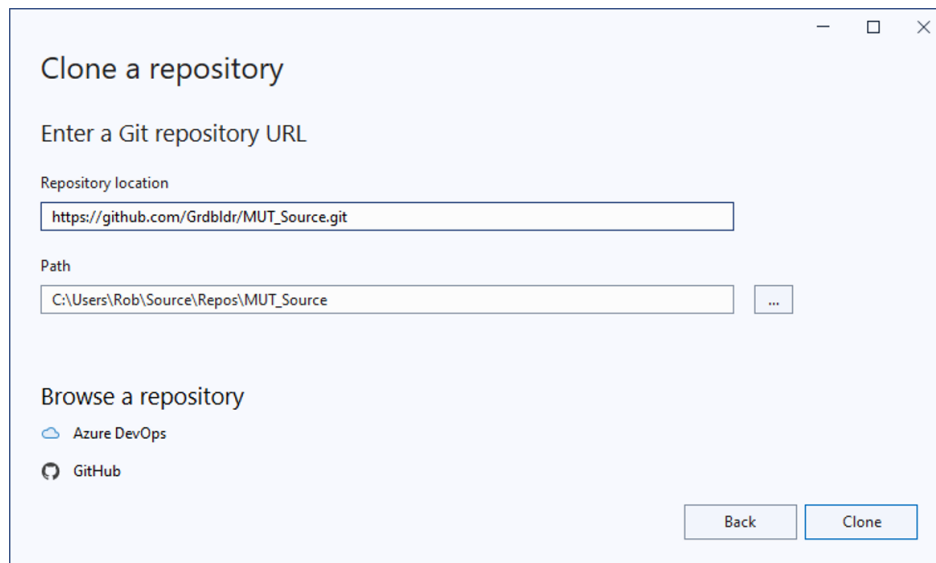 Clone a repository
Enter a Git repository URL
Repository location
https://github.com/Grdbldr/MUT_Source.git
Path
C:\Users\Rob\Source\Repos\MUT_Source
...
Browse a repository
Azure DevOps
GitHub
Back
Clone